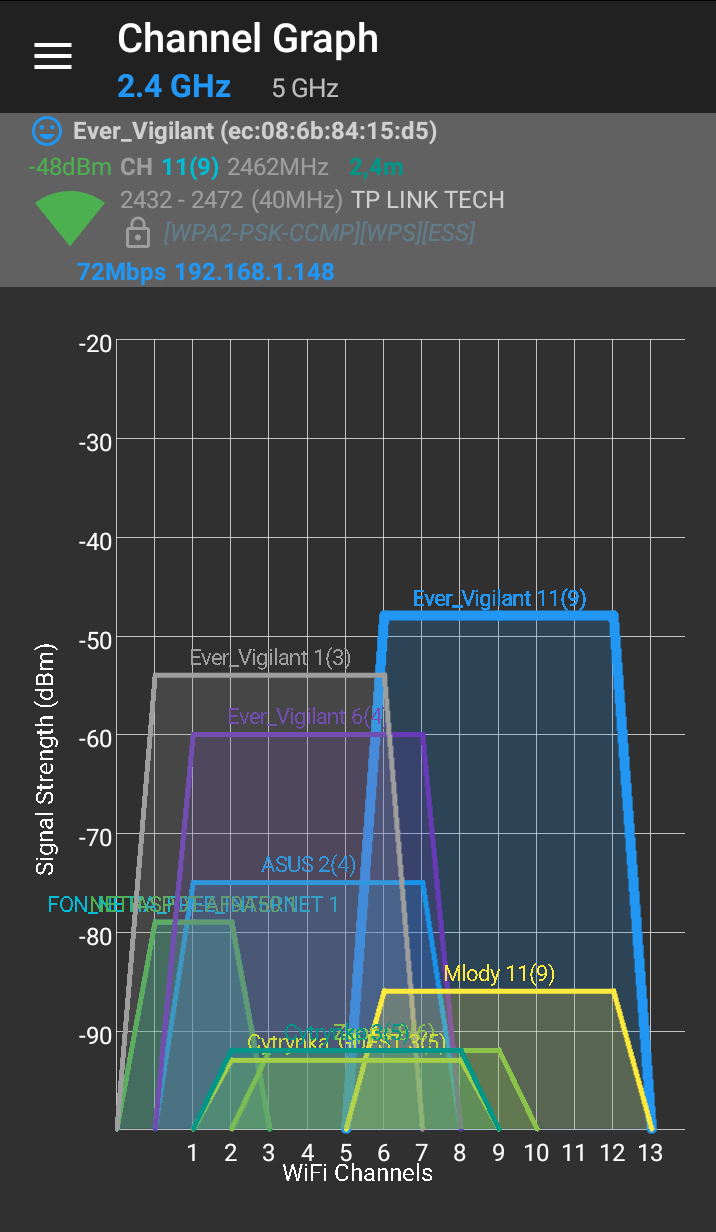 Channel Graph
2.4 GHz 5 GHz
Ever_Vigilant (ec:08:6b:84:15:d5)
-48dBm CH 11(9) 2462MHz 2,4m
2432 - 2472 (40MHz) TP LINK TECH
[WPA2-PSK-CCMP][WPS][ESS]
72Mbps 192.168.1.148
-20
-30
-40
Ever_Vigilant 11(9)
-50
Ever_Vigilant 1(3)
Ever_Vigilant 6(4
-60
-70
ASUS 2(4)
-80
Mlody 11(9)
-90
Cytrynka GUEST 3(5)
Signal Strength (dBm)
1 2 3 4 5 6 7 8 9 10 11 12 13
WiFi Channels